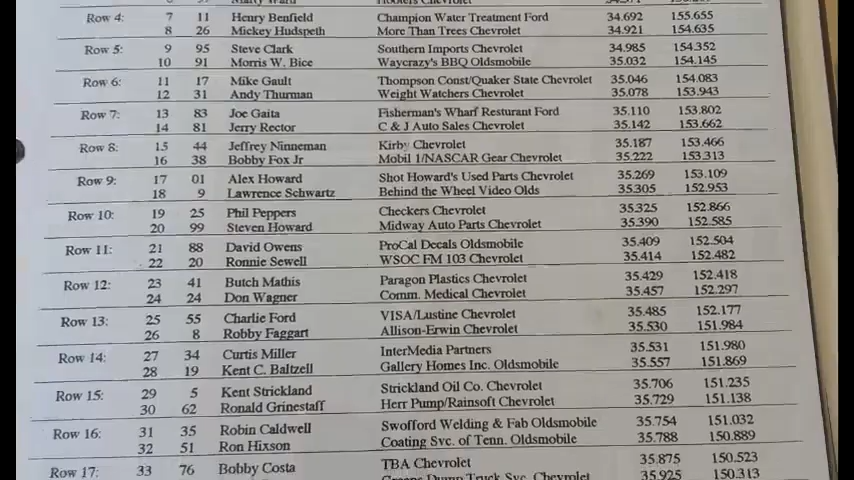 Row 4: 7 11 Henry Benfield Champion Water Treatment Ford 34.692 155.655
8 26 Mickey Hudspeth More Than Trees Chevrolet 34.921 154.635
Row 5: 9 95 Steve Clark Southern Imports Chevrolet 34.985 154.352
10 91 Morris W. Bice Waycrazy's BBQ Oldsmobile 35.032 154.145
Row 6: 11 17 Mike Gault Thompson Const/Quaker State Chevrolet 35.046 154.083
12 31 Andy Thurman Weight Watchers Chevrolet 35.078 153.943
Row 7: 13 83 Joe Gaita Fisherman's Wharf Resturant Ford 35.110 153.802
14 81 Jerry Rector C & J Auto Sales Chevrolet 35.142 153.662
Row 8: 15 44 Jeffrey Ninneman Kirby Chevrolet 35.187 153.466
16 38 Bobby Fox Jr Mobil 1/NASCAR Gear Chevrolet 35.222 153.313
Row 9: 17 01 Alex Howard Shot Howard's Used Parts Chevrolet 35.269 153.109
18 9 Lawrence Schwartz Behind the Wheel Video Olds 35.305 152.953
Row 10: 19 25 Phil Peppers Checkers Chevrolet 35.325 152.866
20 99 Steven Howard Midway Auto Parts Chevrolet 35.390 152.585
Row 11: 21 88 David Owens ProCal Decals Oldsmobile 35.409 152.504
22 20 Ronnie Sewell WSOC FM 103 Chevrolet 35.414 152.482
Row 12: 23 41 Butch Mathis Paragon Plastics Chevrolet 35.429 152.418
24 24 Don Wagner Comm. Medical Chevrolet 35.457 152.297
Row 13: 25 55 Charlie Ford VISA/Lustine Chevrolet 35.485 152.177
26 8 Robby Faggart Allison-Erwin Chevrolet 35.530 151.984
Row 14: 27 34 Curtis Miller InterMedia Partners 35.531 151.980
28 19 Kent C. Baltzell Gallery Homes Inc. Oldsmobile 35.557 151.869
Row 15: 29 5 Kent Strickland Strickland Oil Co. Chevrolet 35.706 151.235
30 62 Ronald Grinestaff Herr Pump/Rainsoft Chevrolet 35.729 151.138
Row 16: 31 35 Robin Caldwell Swofford Welding & Fab Oldsmobile 35.754 151.032
32 51 Ron Hixson Coating Svc. of Tenn. Oldsmobile 35.788 150.889
Row 17: 33 76 Bobby Costa TBA Chevrolet 35.875 150.523
Truck Svc. Chevrolet 35.925 150.313